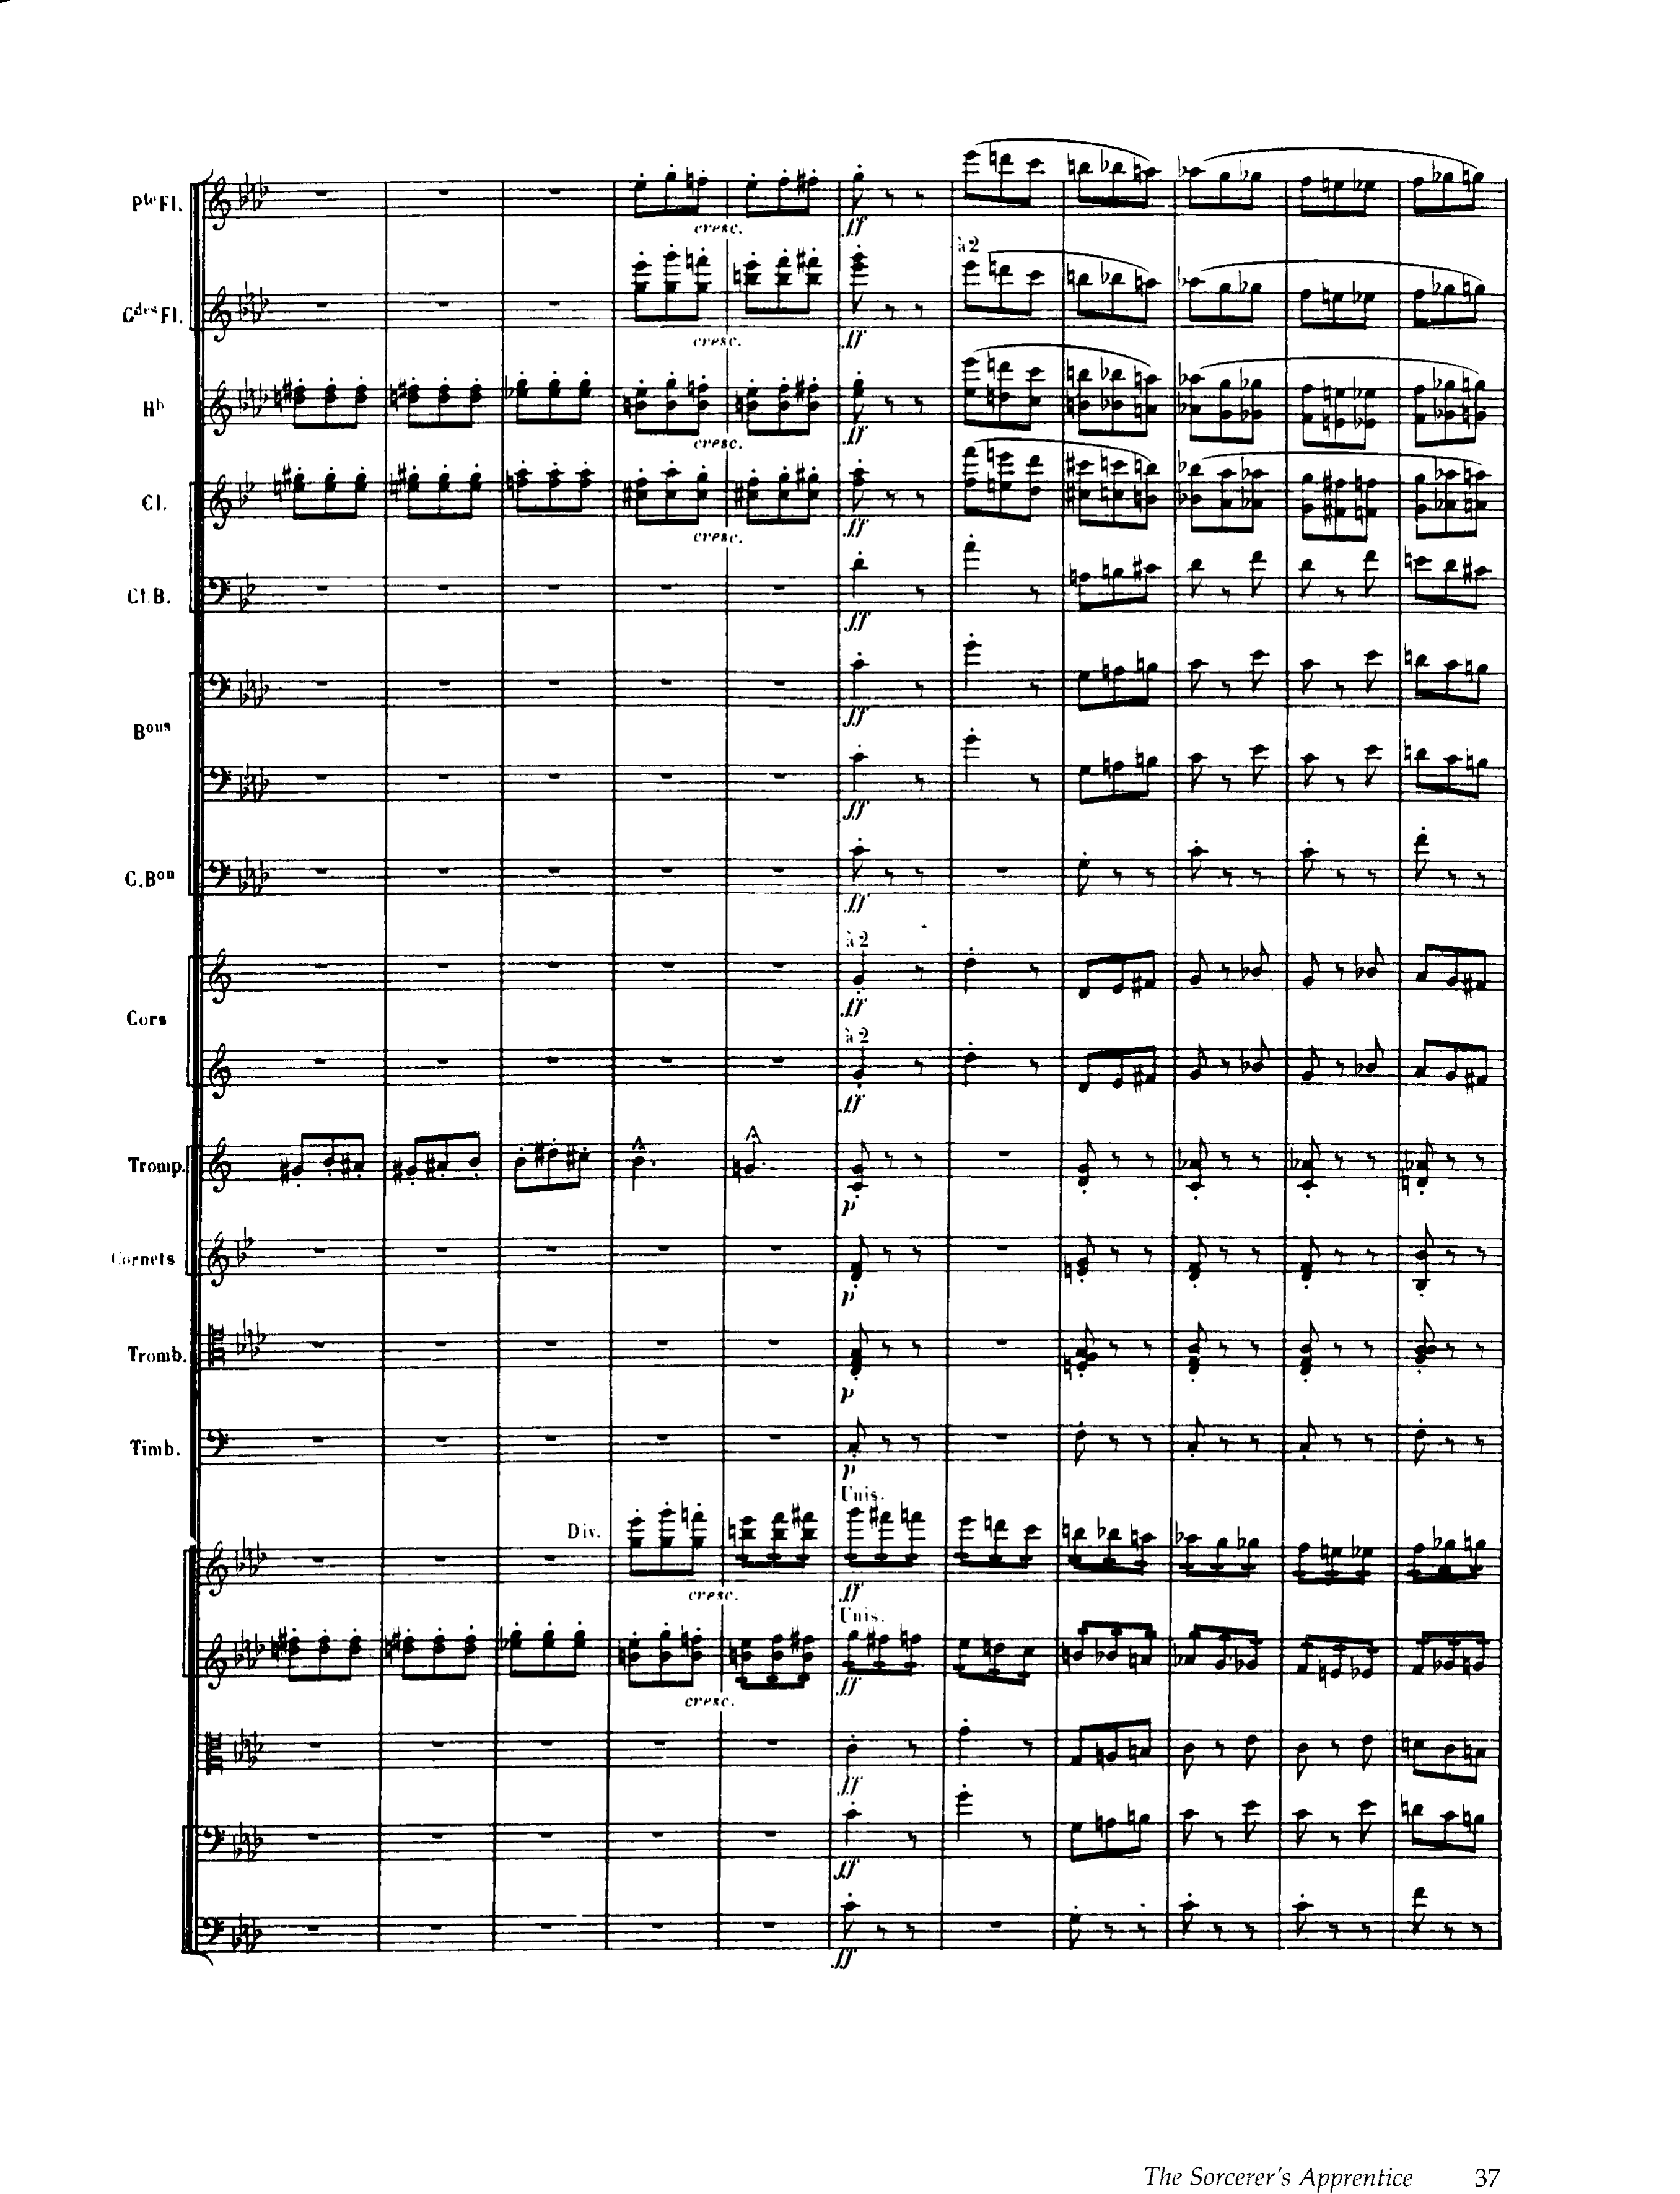 Pte Fl.
cresc.
ff
à 2
Gdes Fl.
cresc.
ff
Hb
cresc.
ff
Cl.
cresc.
ff
Cl.B.
ff
Bons
ff
ff
C.Bon
ff
à 2
ff
Cors
à 2
ff
Tromp.
p
Cornets
p
Tromb.
p
Timb.
p
Unis.
Div.
cresc.
ff
Unis.
cresc.
ff
ff
ff
ff
The Sorcerer's Apprentice 37